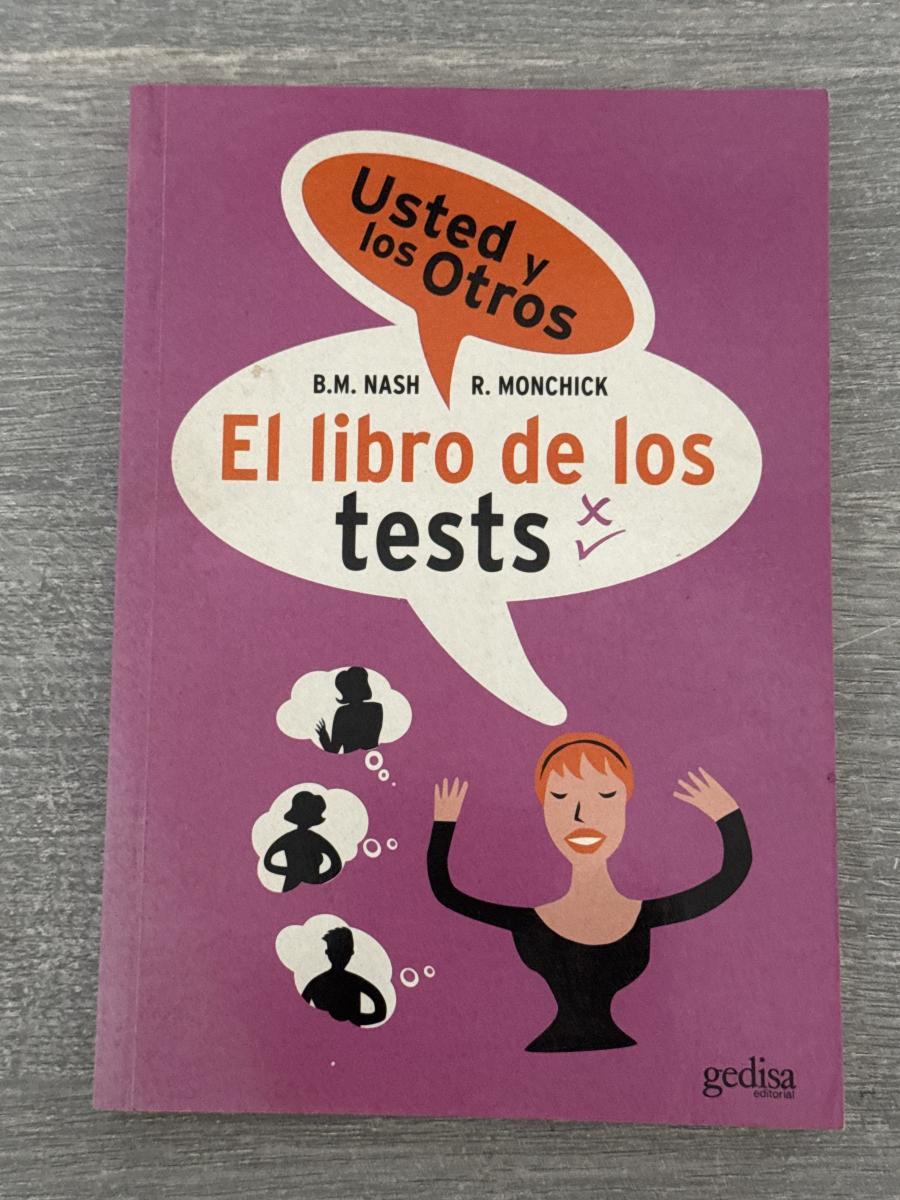 Usted y
los Otros
B.M. NASH R. MONCHICK
El libro de los
tests
gedisa
editorial